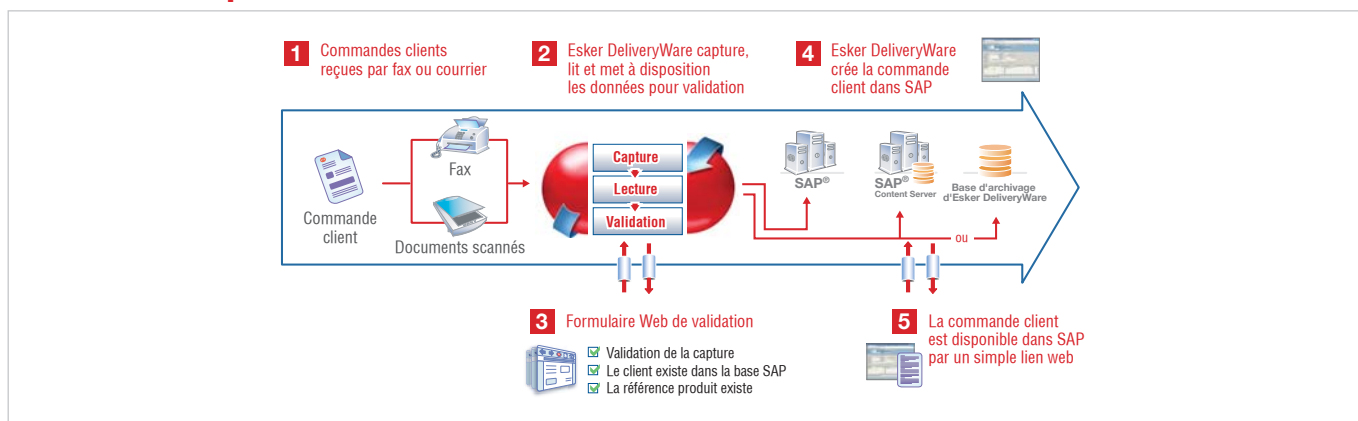 1 Commandes clients
reçues par fax ou courrier
2 Esker DeliveryWare capture,
lit et met à disposition
les données pour validation
4 Esker DeliveryWare
crée la commande
client dans SAP
Commande
client
Fax
Documents scannés
Capture
Lecture
Validation
SAP®
SAP®
Content Server
Base d'archivage
d'Esker DeliveryWare
ou
3 Formulaire Web de validation
Validation de la capture
Le client existe dans la base SAP
La référence produit existe
5 La commande client
est disponible dans SAP
par un simple lien web